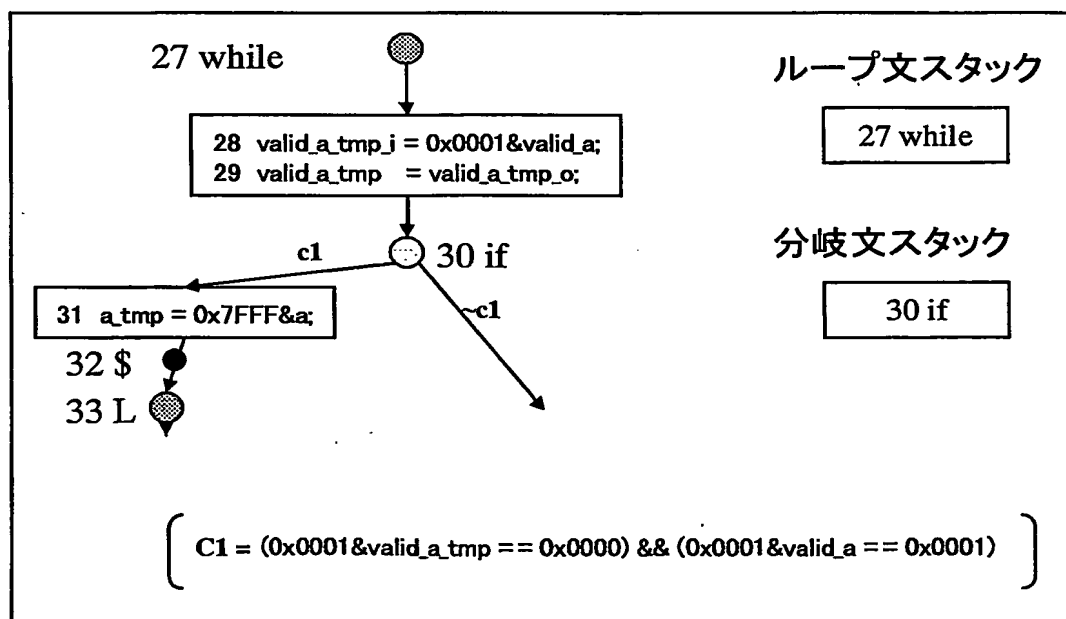 27 while
28 valid_a_tmp_i = 0x0001&valid_a;
29 valid_a_tmp = valid_a_tmp_o;
c1
30 if
~c1
31 a_tmp = 0x7FFF&a;
32 $
33 L
ループ文スタック
27 while
分岐文スタック
30 if
C1 = (0x0001&valid_a_tmp == 0x0000) && (0x0001&valid_a == 0x0001)